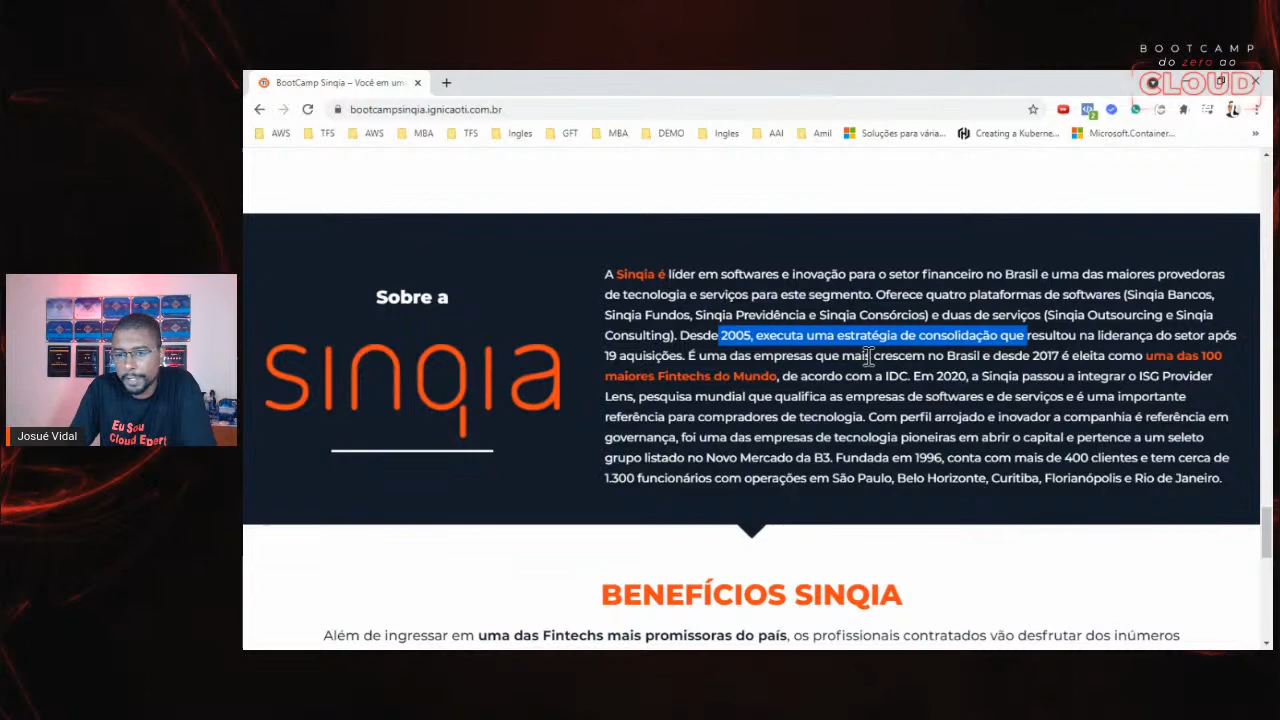 BOOTCAMP
do zero ao
CLOUD
BootCamp Sinqia – Você em um
bootcampsinqia.ignicaoti.com.br
AWS TFS AWS MBA TFS Ingles GFT MBA DEMO Ingles AAI Amil Soluções para vária... Creating a Kuberne... Microsoft.Container... »
Sobre a
sinqia
A Sinqia é líder em softwares e inovação para o setor financeiro no Brasil e uma das maiores provedoras
de tecnologia e serviços para este segmento. Oferece quatro plataformas de softwares (Sinqia Bancos,
Sinqia Fundos, Sinqia Previdência e Sinqia Consórcios) e duas de serviços (Sinqia Outsourcing e Sinqia
Consulting). Desde 2005, executa uma estratégia de consolidação que resultou na liderança do setor após
19 aquisições. É uma das empresas que mais crescem no Brasil e desde 2017 é eleita como uma das 100
maiores Fintechs do Mundo, de acordo com a IDC. Em 2020, a Sinqia passou a integrar o ISG Provider
Lens, pesquisa mundial que qualifica as empresas de softwares e de serviços e é uma importante
referência para compradores de tecnologia. Com perfil arrojado e inovador a companhia é referência em
governança, foi uma das empresas de tecnologia pioneiras em abrir o capital e pertence a um seleto
grupo listado no Novo Mercado da B3. Fundada em 1996, conta com mais de 400 clientes e tem cerca de
1.300 funcionários com operações em São Paulo, Belo Horizonte, Curitiba, Florianópolis e Rio de Janeiro.
BENEFÍCIOS SINQIA
Além de ingressar em uma das Fintechs mais promissoras do país, os profissionais contratados vão desfrutar dos inúmeros
Eu Sou
Cloud Expert
Josué Vidal